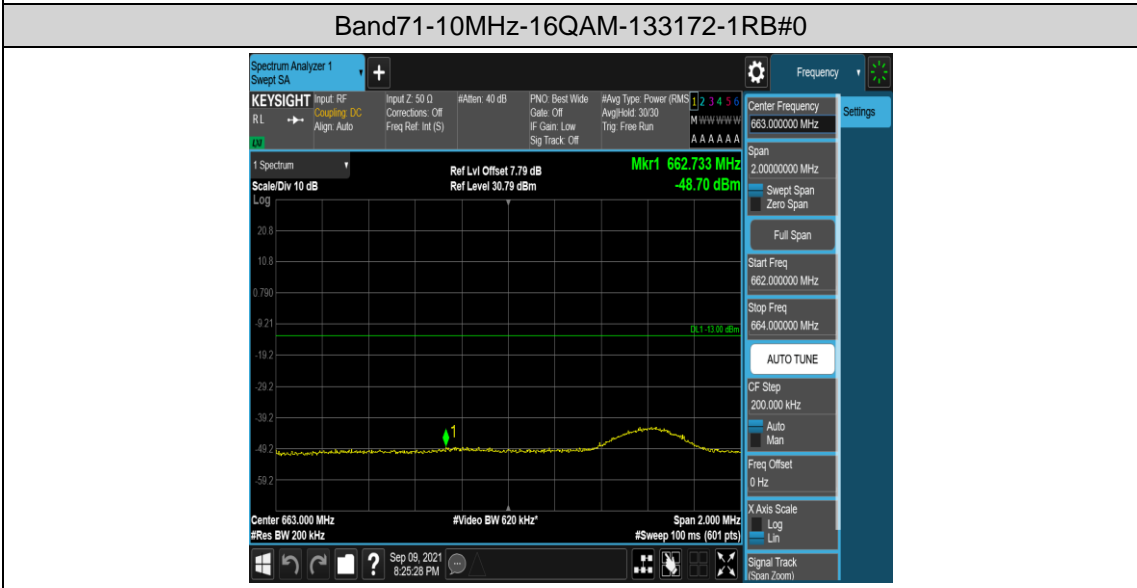 Band71-10MHz-16QAM-133172-1RB#0
Spectrum Analyzer 1
Swept SA
Frequency
KEYSIGHT
RL
Input: RF
Coupling: DC
Align: Auto
Input Z: 50 Ω
Corrections: Off
Freq Ref: Int (S)
#Atten: 40 dB
PNO: Best Wide
Gate: Off
IF Gain: Low
Sig Track: Off
#Avg Type: Power (RMS
Avg|Hold: 30/30
Trig: Free Run
1 2 3 4 5 6
M W W W W W
A A A A A A
1 Spectrum
Scale/Div 10 dB
Log
Ref Lvl Offset 7.79 dB
Ref Level 30.79 dBm
Mkr1 662.733 MHz
-48.70 dBm
20.8
10.8
0.790
-9.21
DL1 -13.00 dBm
-19.2
-29.2
-39.2
1
-49.2
-59.2
Center 663.000 MHz
#Res BW 200 kHz
#Video BW 620 kHz*
Span 2.000 MHz
#Sweep 100 ms (601 pts)
Sep 09, 2021
8:25:28 PM
Center Frequency
663.000000 MHz
Settings
Span
2.00000000 MHz
Swept Span
Zero Span
Full Span
Start Freq
662.000000 MHz
Stop Freq
664.000000 MHz
AUTO TUNE
CF Step
200.000 kHz
Auto
Man
Freq Offset
0 Hz
X Axis Scale
Log
Lin
Signal Track
(Span Zoom)